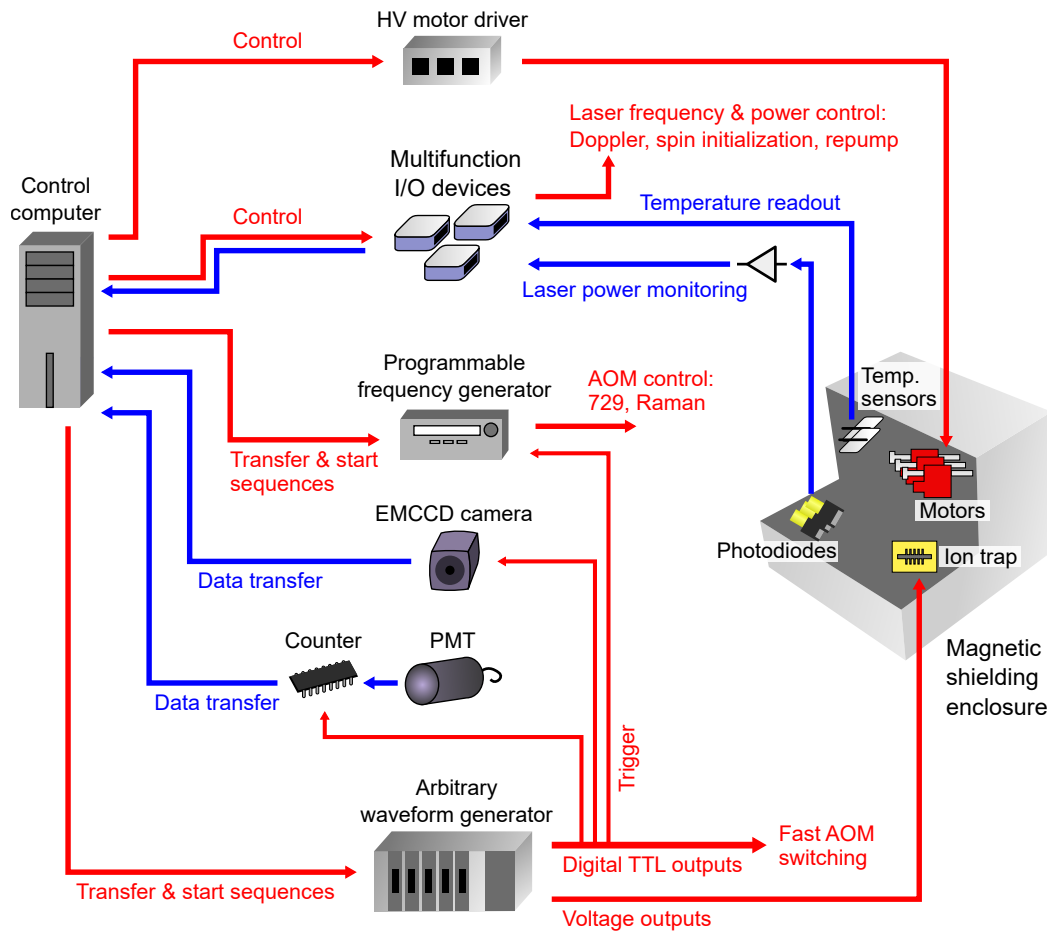 HV motor driver
Control
Laser frequency & power control:
Doppler, spin initialization, repump
Multifunction
I/O devices
Control
computer
Control
Temperature readout
Laser power monitoring
Programmable
frequency generator
AOM control:
729, Raman
Temp.
sensors
Transfer & start
sequences
Motors
EMCCD camera
Photodiodes
Ion trap
Data transfer
Counter
PMT
Magnetic
shielding
enclosure
Data transfer
Trigger
Arbitrary
waveform generator
Fast AOM
switching
Digital TTL outputs
Transfer & start sequences
Voltage outputs